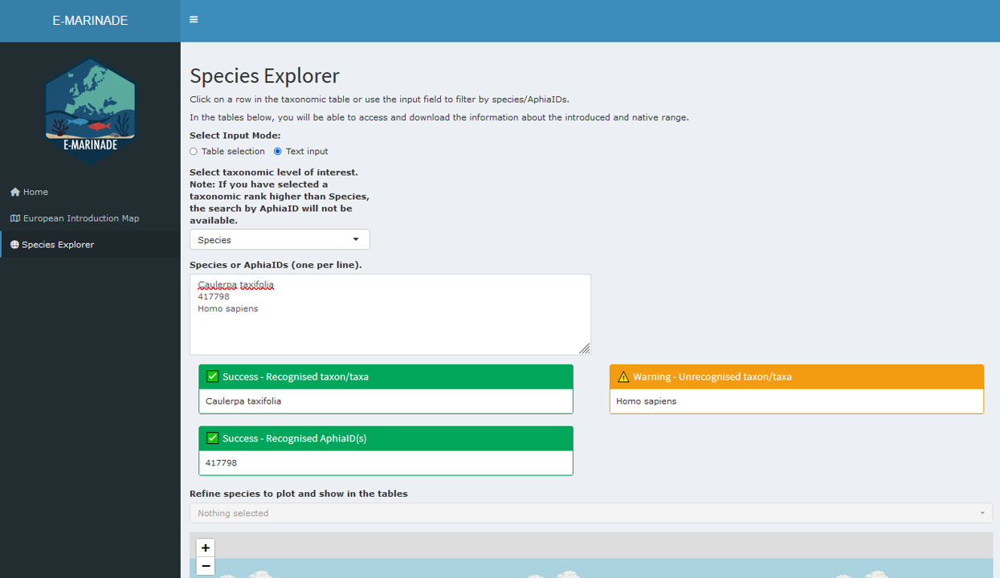 E-MARINADE
E-MARINADE
Home
European Introduction Map
Species Explorer
Species Explorer
Click on a row in the taxonomic table or use the input field to filter by species/AphiaIDs.
In the tables below, you will be able to access and download the information about the introduced and native range.
Select Input Mode:
Table selection Text input
Select taxonomic level of interest.
Note: If you have selected a
taxonomic rank higher than Species,
the search by AphiaID will not be
available.
Species
Species or AphiaIDs (one per line).
Caulerpa taxifolia
417798
Homo sapiens
Success - Recognised taxon/taxa
Caulerpa taxifolia
Warning - Unrecognised taxon/taxa
Homo sapiens
Success - Recognised AphiaID(s)
417798
Refine species to plot and show in the tables
Nothing selected
+
−